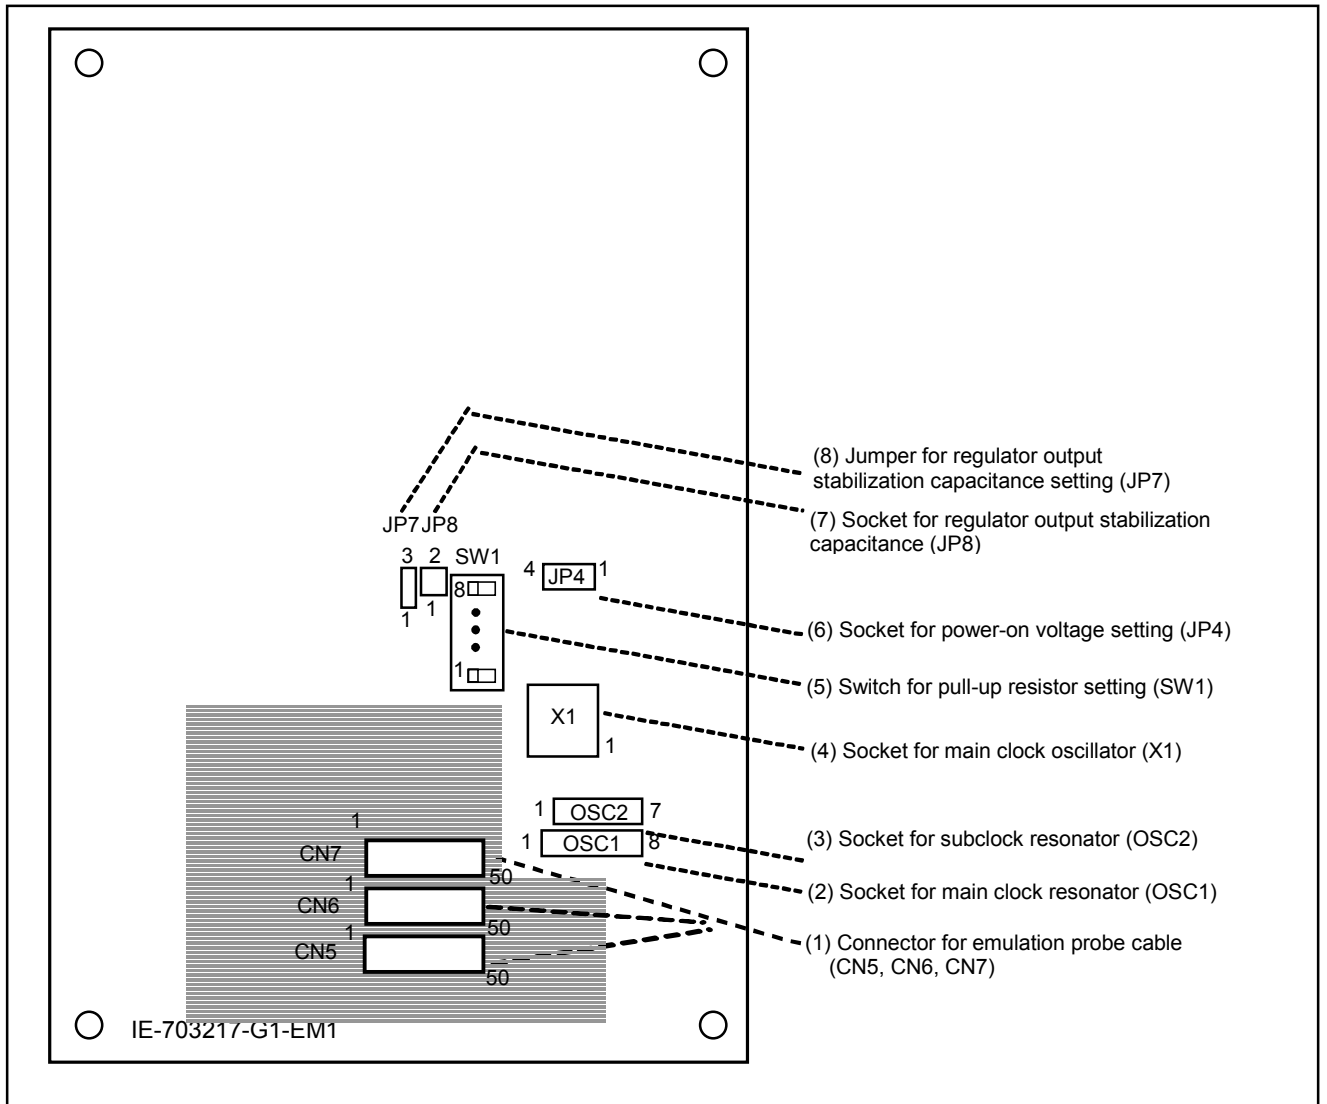 (8) Jumper for regulator output
stabilization capacitance setting (JP7)
(7) Socket for regulator output stabilization
capacitance (JP8)
JP7 JP8
3 2 SW1
4 JP4 1
8
1 1
(6) Socket for power-on voltage setting (JP4)
1
(5) Switch for pull-up resistor setting (SW1)
X1
1
(4) Socket for main clock oscillator (X1)
1 OSC2 7
1 OSC1 8
(3) Socket for subclock resonator (OSC2)
(2) Socket for main clock resonator (OSC1)
1
CN7
50
1
CN6
50
1
CN5
50
(1) Connector for emulation probe cable
(CN5, CN6, CN7)
IE-703217-G1-EM1